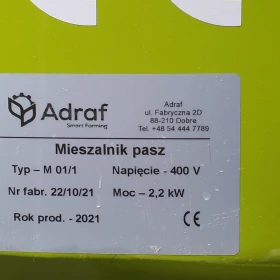 Adraf
Smart Farming
Adraf
ul. Fabryczna 2D
88-210 Dobre
Tel. +48 54 444 7789
Mieszalnik pasz
Typ – M 01/1 Napięcie - 400 V
Nr fabr. 22/10/21 Moc – 2,2 kW
Rok prod. - 2021 CE